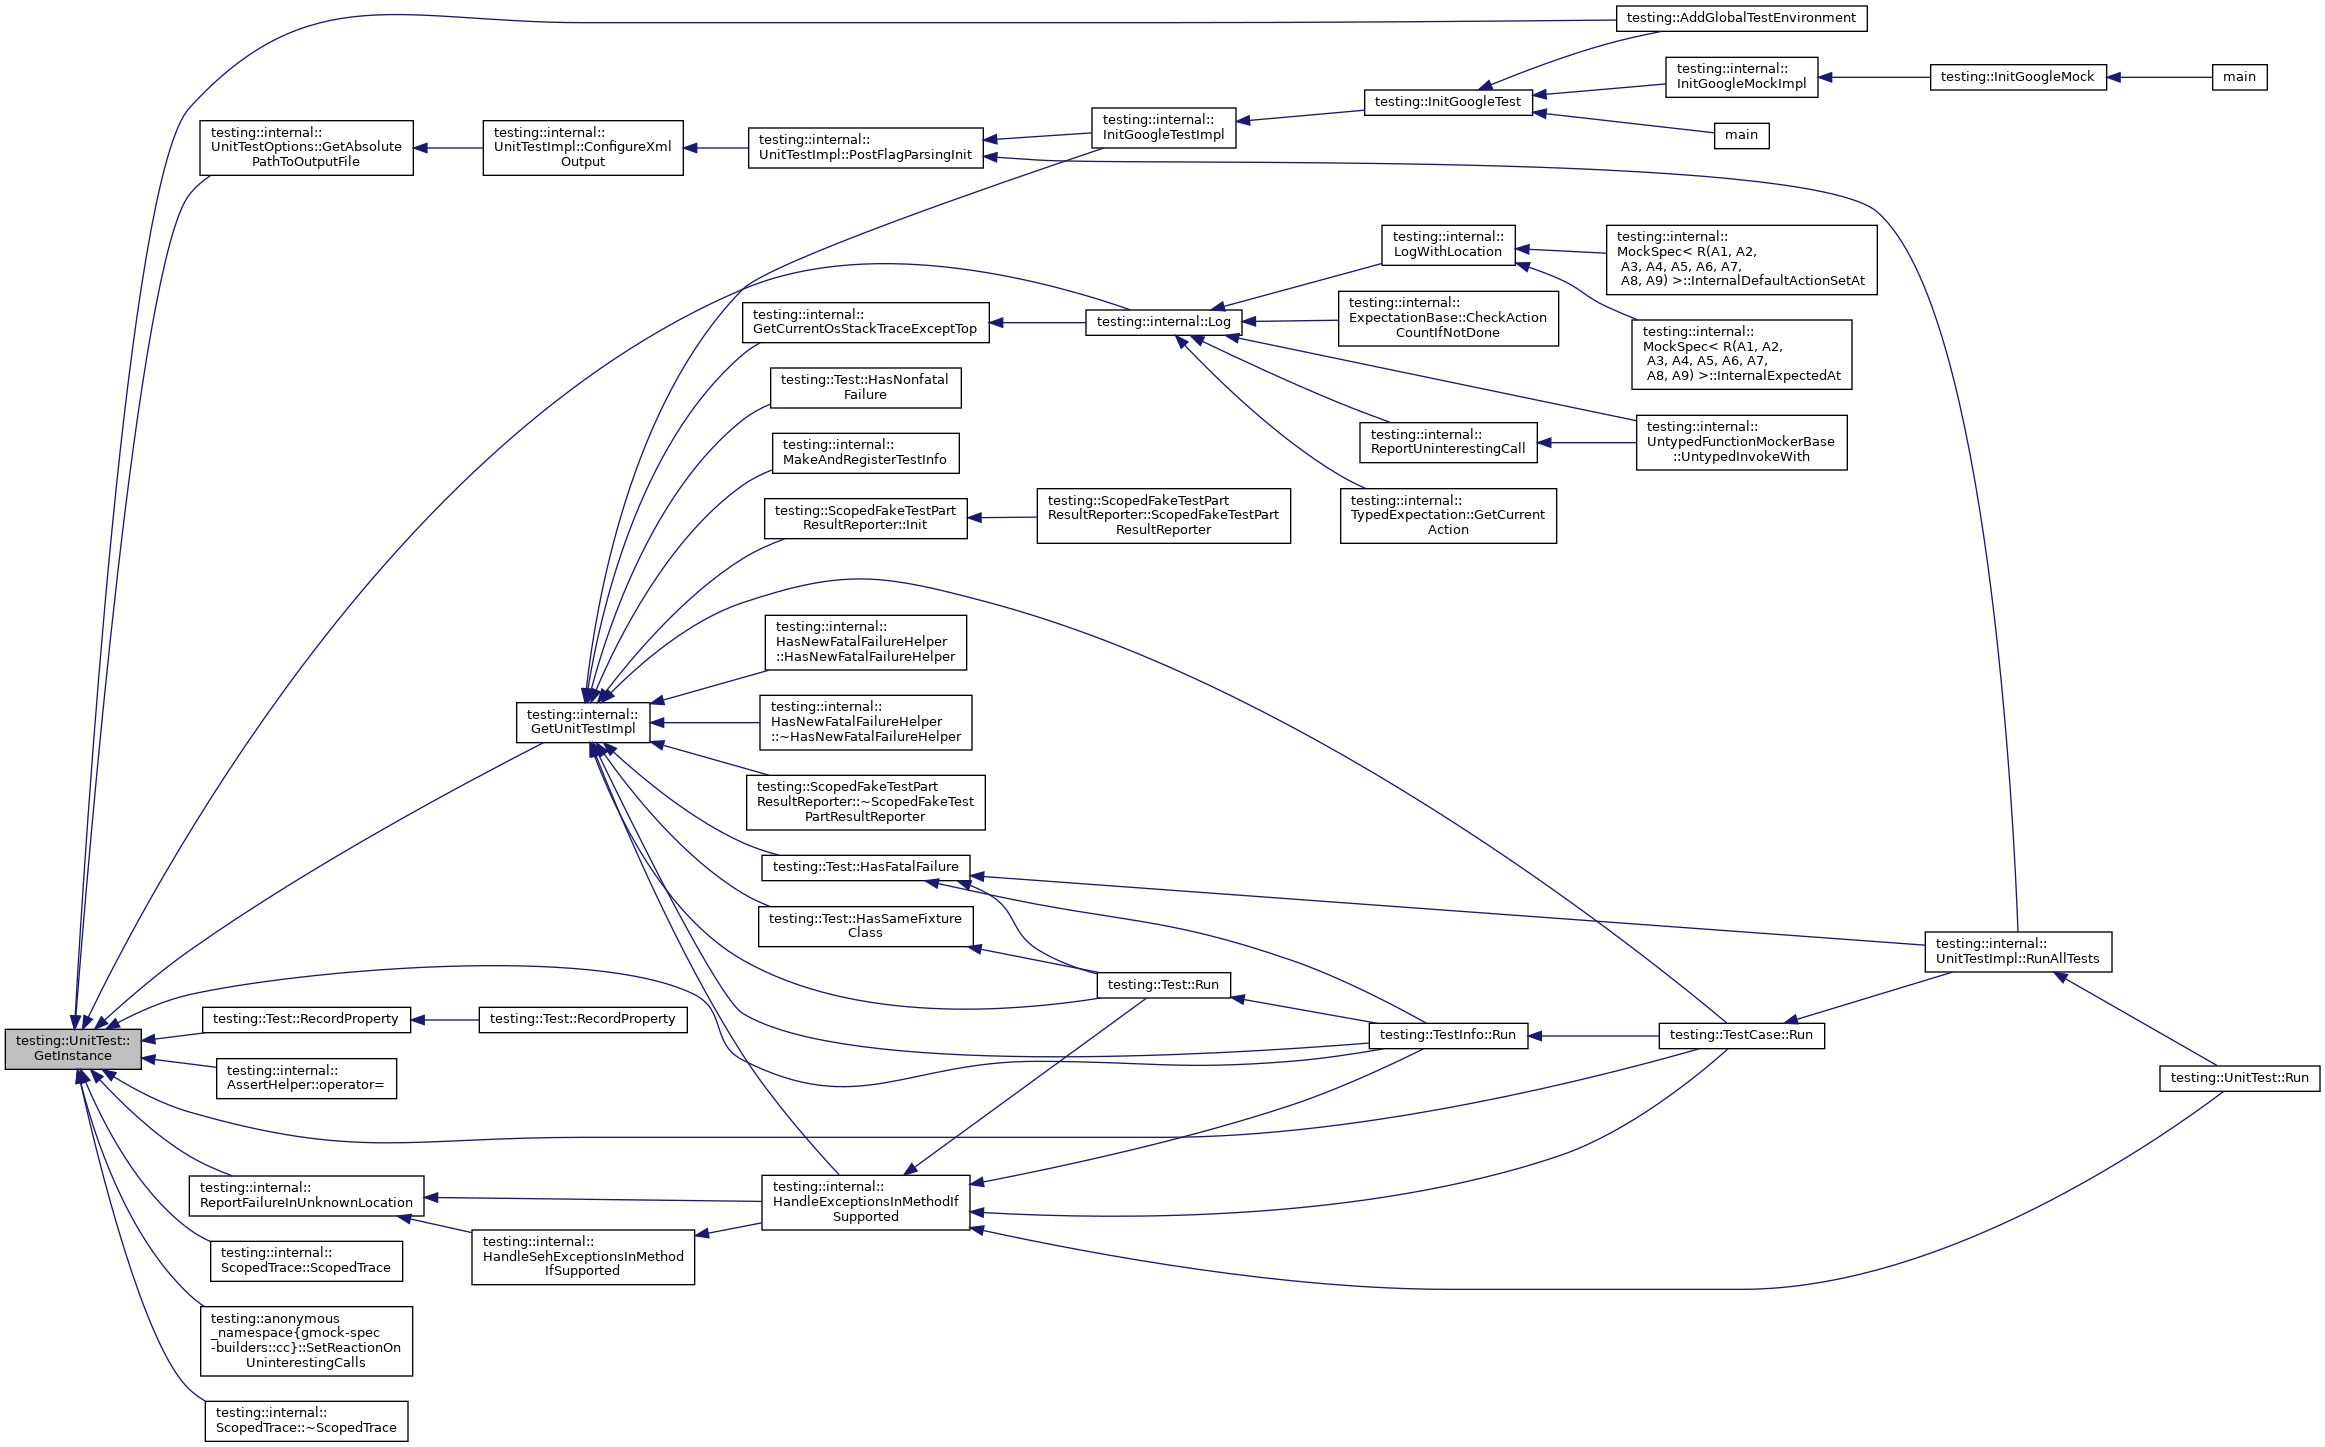 testing::AddGlobalTestEnvironment
testing::internal::
InitGoogleMockImpl
testing::InitGoogleMock
main
testing::InitGoogleTest
main
testing::internal::
InitGoogleTestImpl
testing::internal::
UnitTestOptions::GetAbsolute
PathToOutputFile
testing::internal::
UnitTestImpl::ConfigureXml
Output
testing::internal::
UnitTestImpl::PostFlagParsingInit
testing::internal::
LogWithLocation
testing::internal::
MockSpec< R(A1, A2,
A3, A4, A5, A6, A7,
A8, A9) >::InternalDefaultActionSetAt
testing::internal::
GetCurrentOsStackTraceExceptTop
testing::internal::Log
testing::internal::
ExpectationBase::CheckAction
CountIfNotDone
testing::internal::
MockSpec< R(A1, A2,
A3, A4, A5, A6, A7,
A8, A9) >::InternalExpectedAt
testing::Test::HasNonfatal
Failure
testing::internal::
MakeAndRegisterTestInfo
testing::internal::
ReportUninterestingCall
testing::internal::
UntypedFunctionMockerBase
::UntypedInvokeWith
testing::ScopedFakeTestPart
ResultReporter::Init
testing::ScopedFakeTestPart
ResultReporter::ScopedFakeTestPart
ResultReporter
testing::internal::
TypedExpectation::GetCurrent
Action
testing::internal::
HasNewFatalFailureHelper
::HasNewFatalFailureHelper
testing::internal::
GetUnitTestImpl
testing::internal::
HasNewFatalFailureHelper
::~HasNewFatalFailureHelper
testing::ScopedFakeTestPart
ResultReporter::~ScopedFakeTest
PartResultReporter
testing::Test::HasFatalFailure
testing::Test::HasSameFixture
Class
testing::internal::
UnitTestImpl::RunAllTests
testing::Test::Run
testing::UnitTest::
GetInstance
testing::Test::RecordProperty
testing::Test::RecordProperty
testing::TestInfo::Run
testing::TestCase::Run
testing::internal::
AssertHelper::operator=
testing::UnitTest::Run
testing::internal::
ReportFailureInUnknownLocation
testing::internal::
HandleExceptionsInMethodIf
Supported
testing::internal::
HandleSehExceptionsInMethod
IfSupported
testing::internal::
ScopedTrace::ScopedTrace
testing::anonymous
_namespace{gmock-spec
-builders::cc}::SetReactionOn
UninterestingCalls
testing::internal::
ScopedTrace::~ScopedTrace